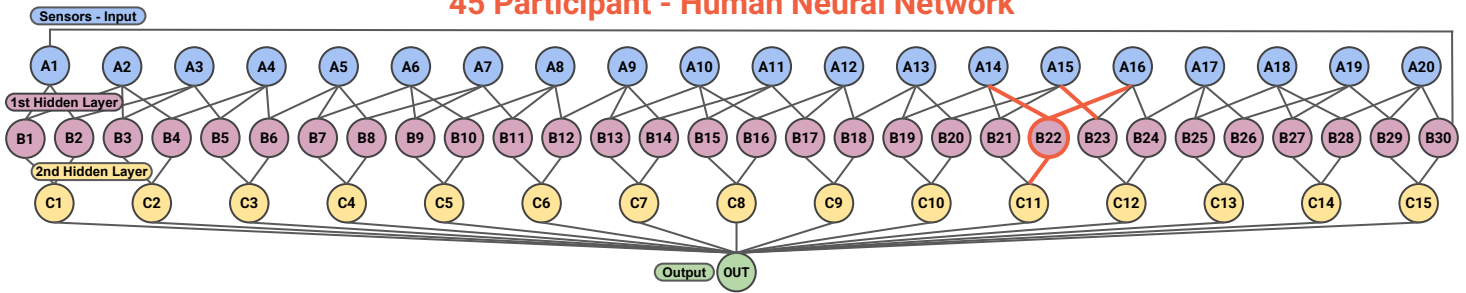 45 Participant - Human Neural Network
Sensors - Input
A1 A2 A3 A4 A5 A6 A7 A8 A9 A10 A11 A12 A13 A14 A15 A16 A17 A18 A19 A20
1st Hidden Layer
B1 B2 B3 B4 B5 B6 B7 B8 B9 B10 B11 B12 B13 B14 B15 B16 B17 B18 B19 B20 B21 B22 B23 B24 B25 B26 B27 B28 B29 B30
2nd Hidden Layer
C1 C2 C3 C4 C5 C6 C7 C8 C9 C10 C11 C12 C13 C14 C15
Output OUT